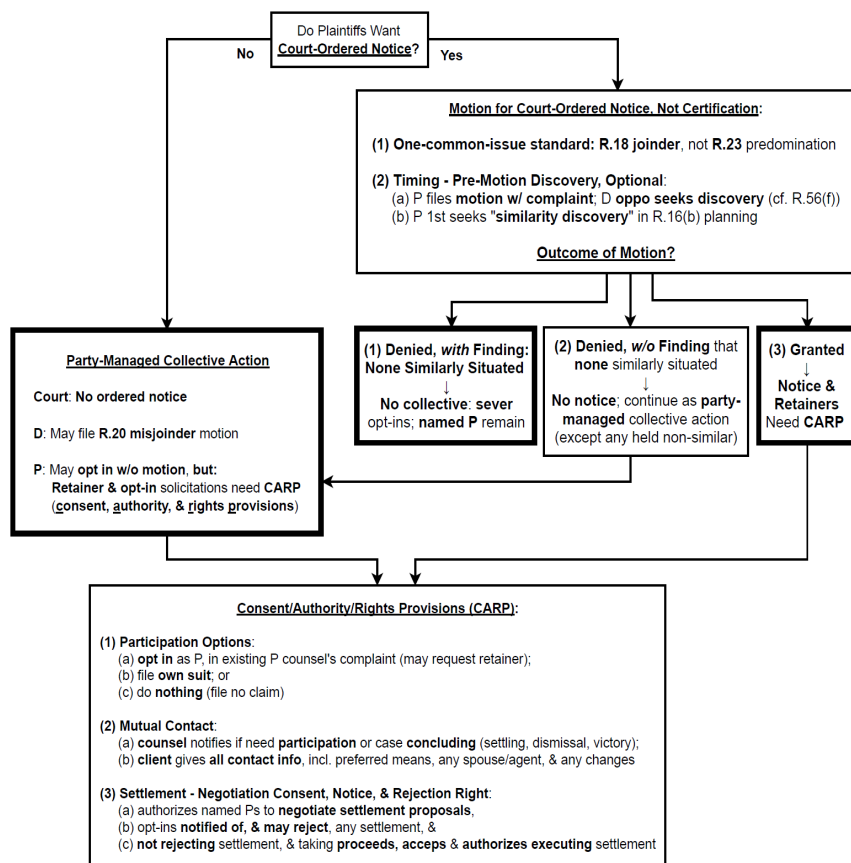 Do Plaintiffs Want
Court-Ordered Notice?
No
Yes
Motion for Court-Ordered Notice, Not Certification:
(1) One-common-issue standard: R.18 joinder, not R.23 predomination
(2) Timing - Pre-Motion Discovery, Optional:
(a) P files motion w/ complaint; D oppo seeks discovery (cf. R.56(f))
(b) P 1st seeks "similarity discovery" in R.16(b) planning
Outcome of Motion?
Party-Managed Collective Action
Court: No ordered notice
D: May file R.20 misjoinder motion
P: May opt in w/o motion, but:
Retainer & opt-in solicitations need CARP
(consent, authority, & rights provisions)
(1) Denied, with Finding:
None Similarly Situated
↓
No collective: sever
opt-ins; named P remain
(2) Denied, w/o Finding that
none similarly situated
↓
No notice; continue as party-
managed collective action
(except any held non-similar)
(3) Granted
↓
Notice &
Retainers
Need CARP
Consent/Authority/Rights Provisions (CARP):
(1) Participation Options:
(a) opt in as P, in existing P counsel's complaint (may request retainer);
(b) file own suit; or
(c) do nothing (file no claim)
(2) Mutual Contact:
(a) counsel notifies if need participation or case concluding (settling, dismissal, victory);
(b) client gives all contact info, incl. preferred means, any spouse/agent, & any changes
(3) Settlement - Negotiation Consent, Notice, & Rejection Right:
(a) authorizes named Ps to negotiate settlement proposals,
(b) opt-ins notified of, & may reject, any settlement, &
(c) not rejecting settlement, & taking proceeds, acceps & authorizes executing settlement